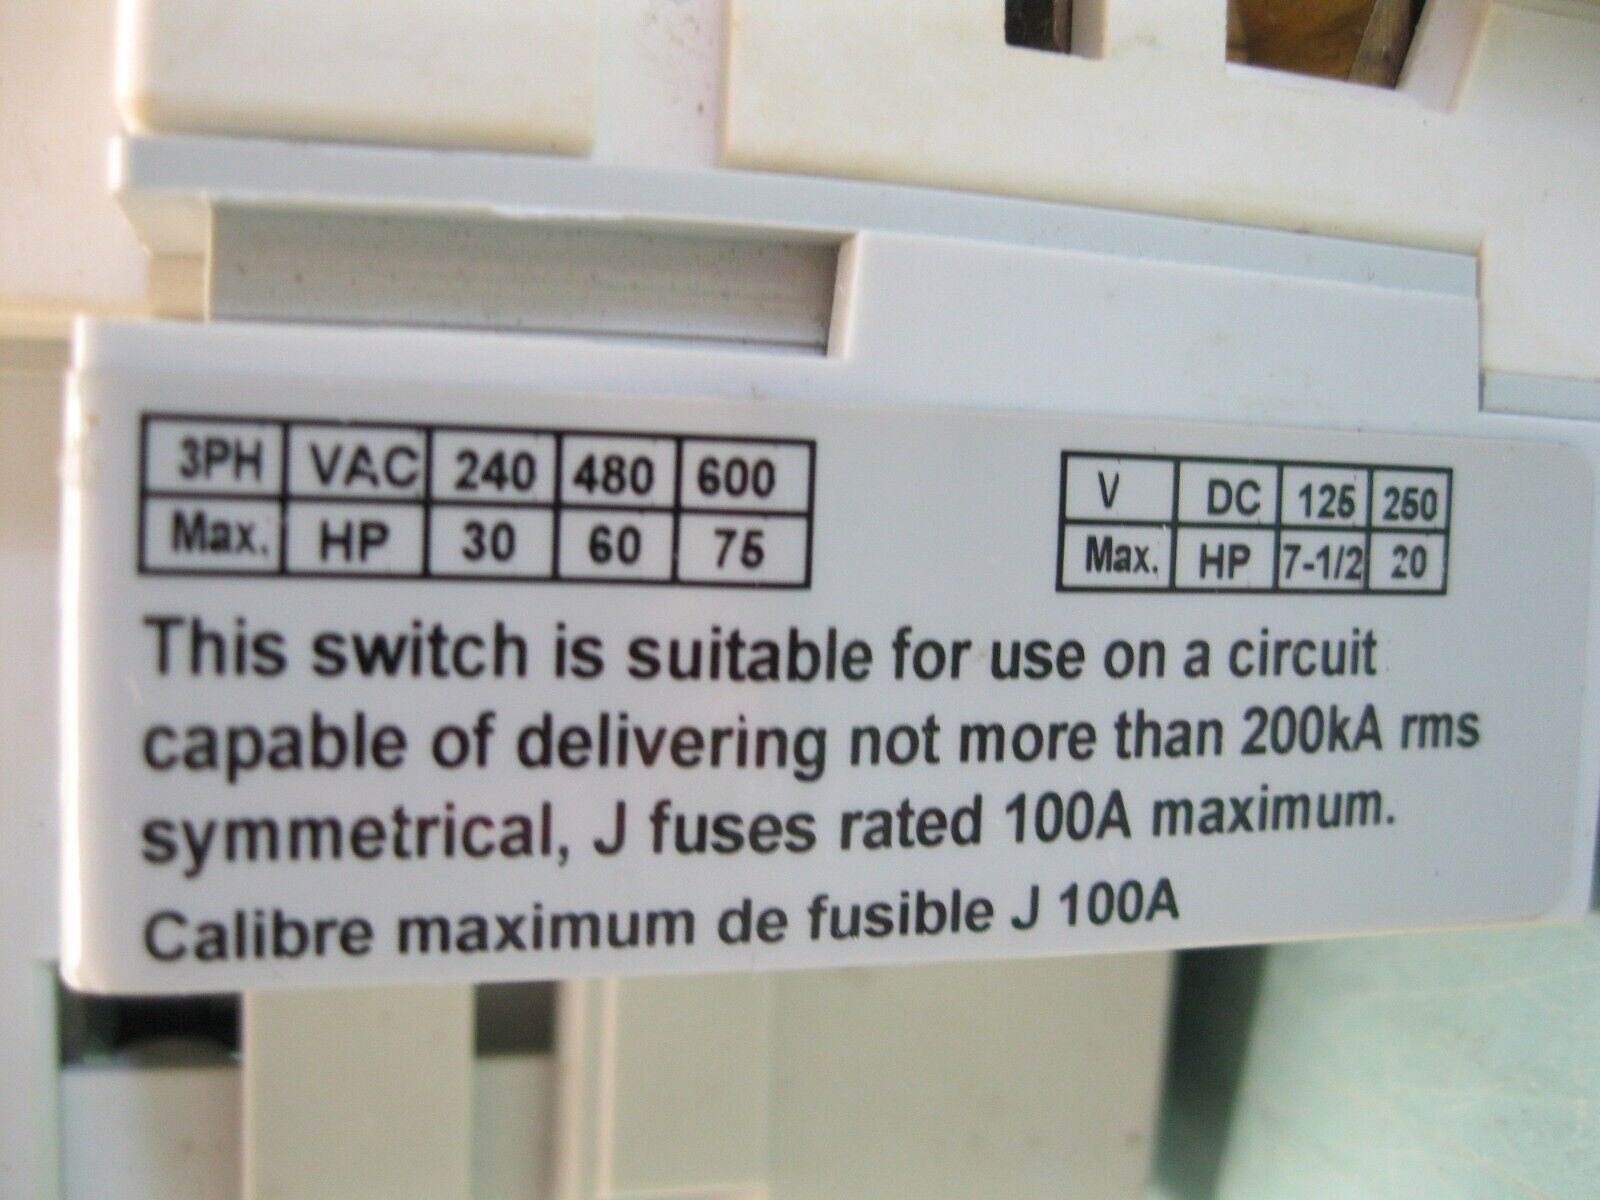 3PH VAC 240 480 600
Max. HP 30 60 75
V DC 125 250
Max. HP 7-1/2 20
This switch is suitable for use on a circuit
capable of delivering not more than 200kA rms
symmetrical, J fuses rated 100A maximum.
Calibre maximum de fusible J 100A